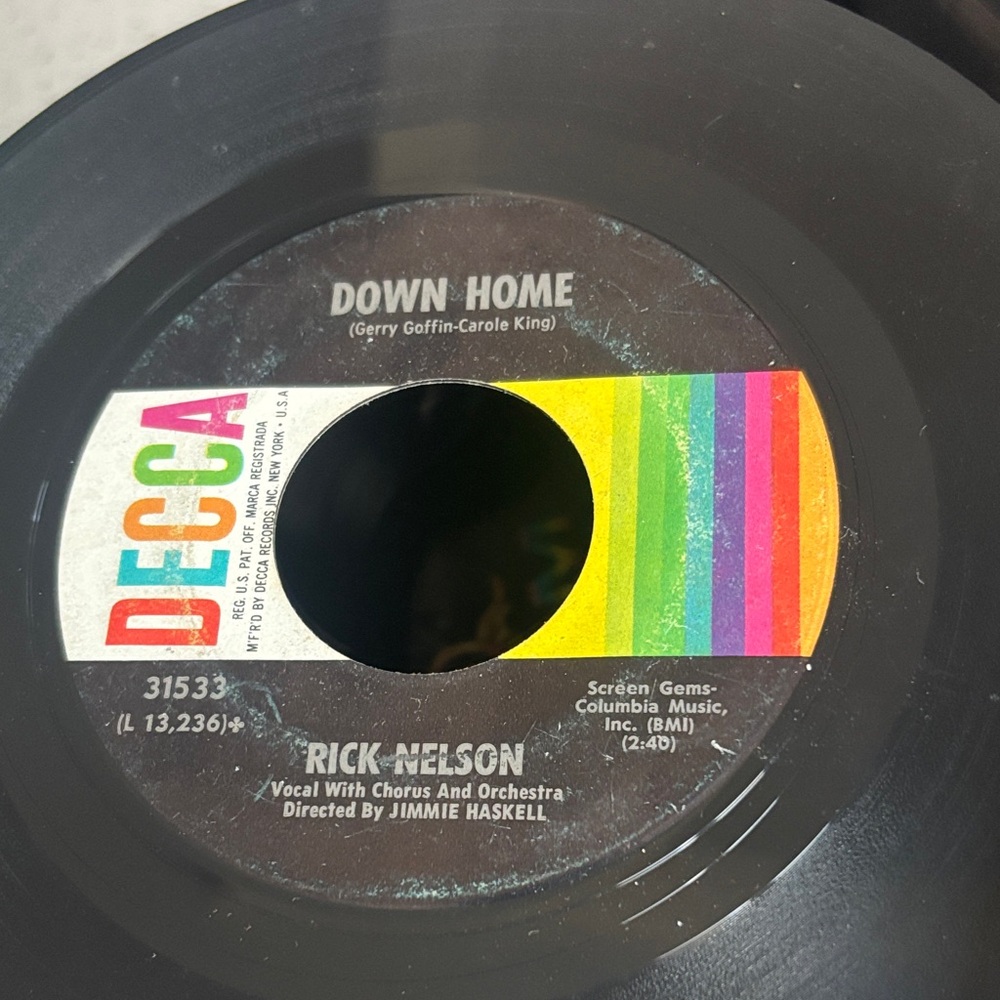 DOWN HOME
(Gerry Goffin-Carole King)
DECCA
REG. U.S. PAT. OFF. MARCA REGISTRADA
M'F'R'D BY DECCA RECORDS INC. NEW YORK • U.S.A
31533
(L 13,236)♣
Screen Gems-
Columbia Music,
Inc. (BMI)
(2:40)
RICK NELSON
Vocal With Chorus And Orchestra
Directed By JIMMIE HASKELL